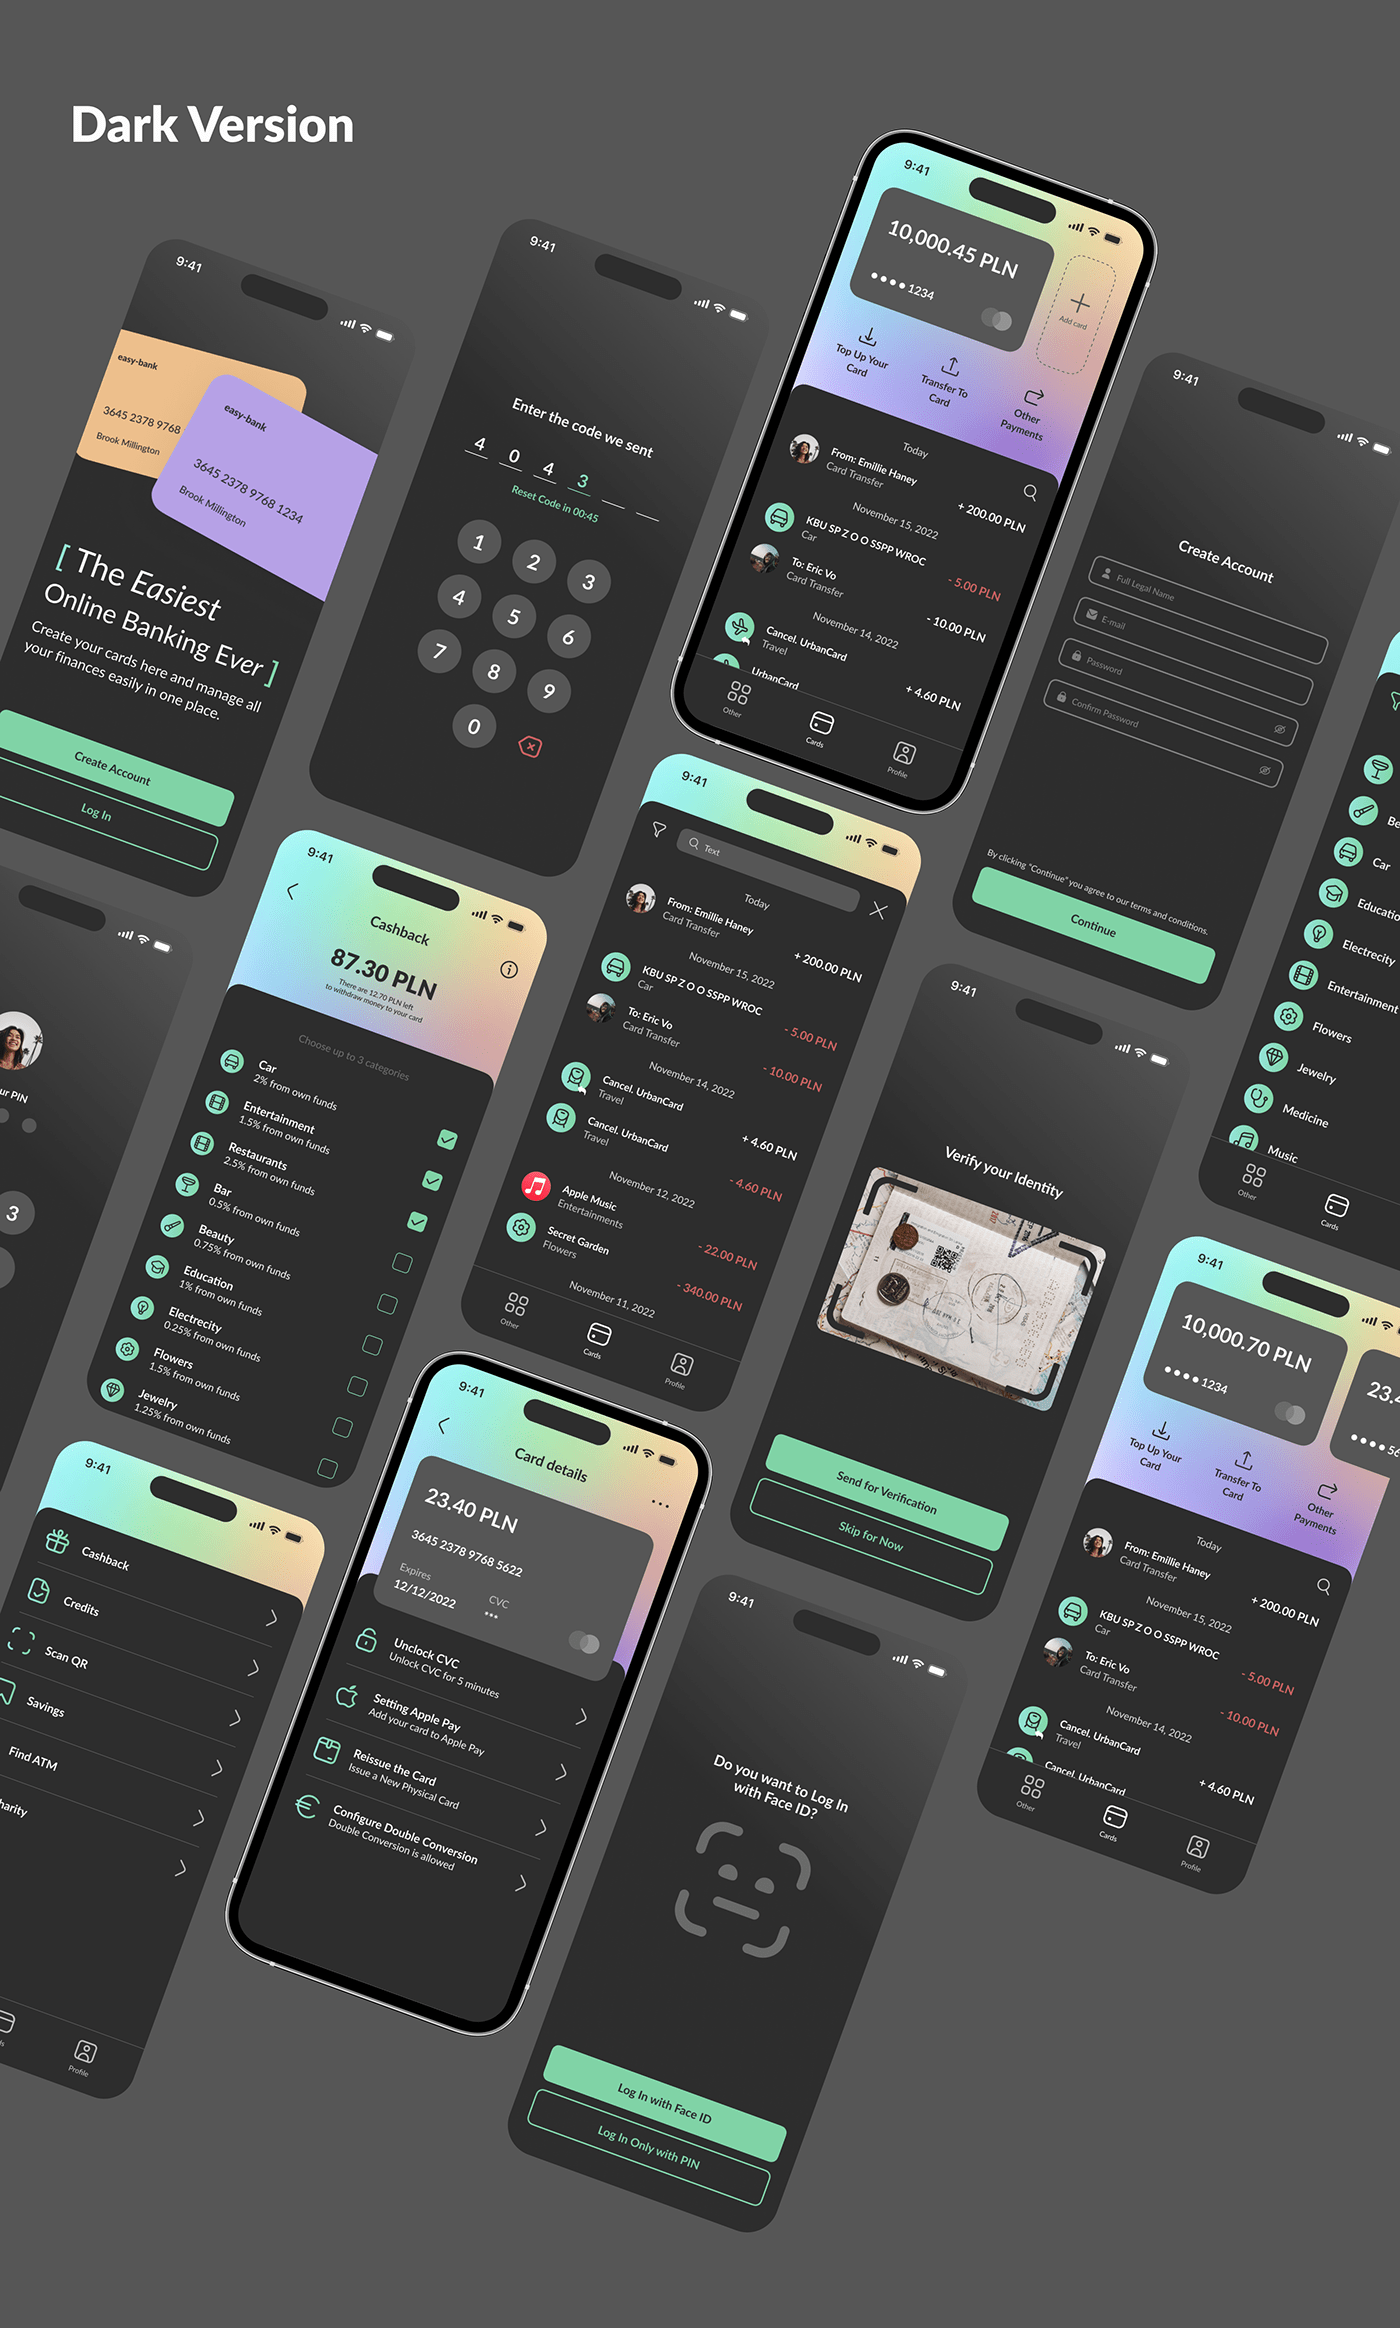 Dark Version
9:41
easy-bank
3645 2378 9768
Brook Millington
easy-bank
3645 2378 9768 1234
Brook Millington
[ The Easiest
Online Banking Ever ]
Create your cards here and manage all
your finances easily in one place.
Create Account
Log In
9:41
Enter the code we sent
4 0 4 3
Reset Code in 00:45
1 2 3
4 5 6
7 8 9
0
9:41
10,000.45 PLN
1234
Add card
Top Up Your
Card
Transfer To
Card
Other
Payments
Today
From: Emillie Haney
Card Transfer
+ 200.00 PLN
November 15, 2022
KBU SP Z O O SSPP WROC
Car
- 5.00 PLN
To: Eric Vo
Card Transfer
- 10.00 PLN
November 14, 2022
Cancel. UrbanCard
Travel
+ 4.60 PLN
UrbanCard
Other
Cards
Profile
9:41
Create Account
Full Legal Name
E-mail
Password
Confirm Password
By clicking "Continue" you agree to our terms and conditions.
Continue
Car
Electrecity
Entertainment
Flowers
Jewelry
Medicine
Music
Other
Cards
ur PIN
3
9:41
Cashback
87.30 PLN
There are 12.70 PLN left
to withdraw money to your card
Choose up to 3 categories
Car
2% from own funds
Entertainment
1.5% from own funds
Restaurants
2.5% from own funds
Bar
0.5% from own funds
Beauty
0.75% from own funds
Education
1% from own funds
Electrecity
0.25% from own funds
Flowers
1.5% from own funds
Jewelry
1.25% from own funds
9:41
Text
Today
From: Emillie Haney
Card Transfer
+ 200.00 PLN
November 15, 2022
KBU SP Z O O SSPP WROC
Car
- 5.00 PLN
To: Eric Vo
Card Transfer
- 10.00 PLN
November 14, 2022
Cancel. UrbanCard
Travel
+ 4.60 PLN
Cancel. UrbanCard
Travel
- 4.60 PLN
November 12, 2022
Apple Music
Entertainments
- 22.00 PLN
Secret Garden
Flowers
- 340.00 PLN
November 11, 2022
Other
Cards
Profile
9:41
Verify your Identity
Send for Verification
Skip for Now
9:41
10,000.70 PLN
1234
23.4
56
Top Up Your
Card
Transfer To
Card
Other
Payments
Today
From: Emillie Haney
Card Transfer
+ 200.00 PLN
November 15, 2022
KBU SP Z O O SSPP WROC
Car
- 5.00 PLN
To: Eric Vo
Card Transfer
- 10.00 PLN
November 14, 2022
Cancel. UrbanCard
Travel
+ 4.60 PLN
Cancel. UrbanCard
Other
Cards
Profile
9:41
Cashback
Credits
Scan QR
Savings
Find ATM
harity
Profile
9:41
Card details
23.40 PLN
3645 2378 9768 5622
Expires
12/12/2022
CVC
***
Unclock CVC
Unlock CVC for 5 minutes
Setting Apple Pay
Add your card to Apple Pay
Reissue the Card
Issue a New Physical Card
Configure Double Conversion
Double Conversion is allowed
9:41
Do you want to Log In
with Face ID?
Log In with Face ID
Log In Only with PIN